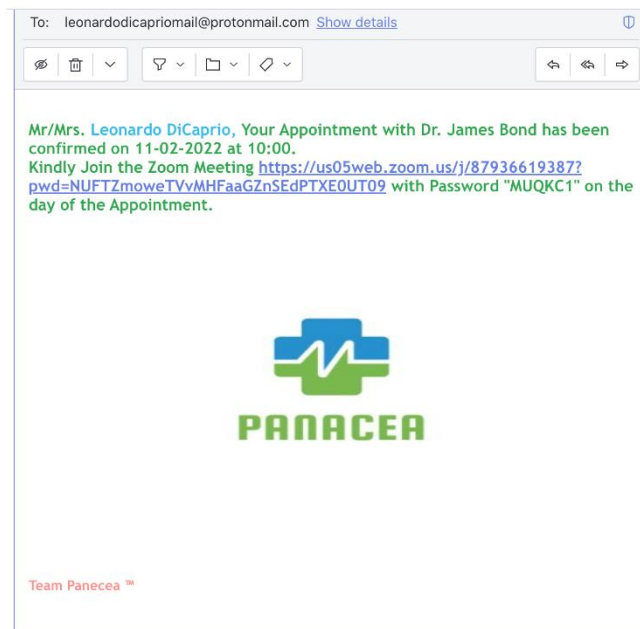 To: leonardodicapriomail@protonmail.com Show details
Mr/Mrs. Leonardo DiCaprio, Your Appointment with Dr. James Bond has been
confirmed on 11-02-2022 at 10:00.
Kindly Join the Zoom Meeting https://us05web.zoom.us/j/87936619387?
pwd=NUFTZmoweTVvMHFaaGZnSEdPTXE0UT09 with Password "MUQKC1" on the
day of the Appointment.
PANACEA
Team Panecea ™